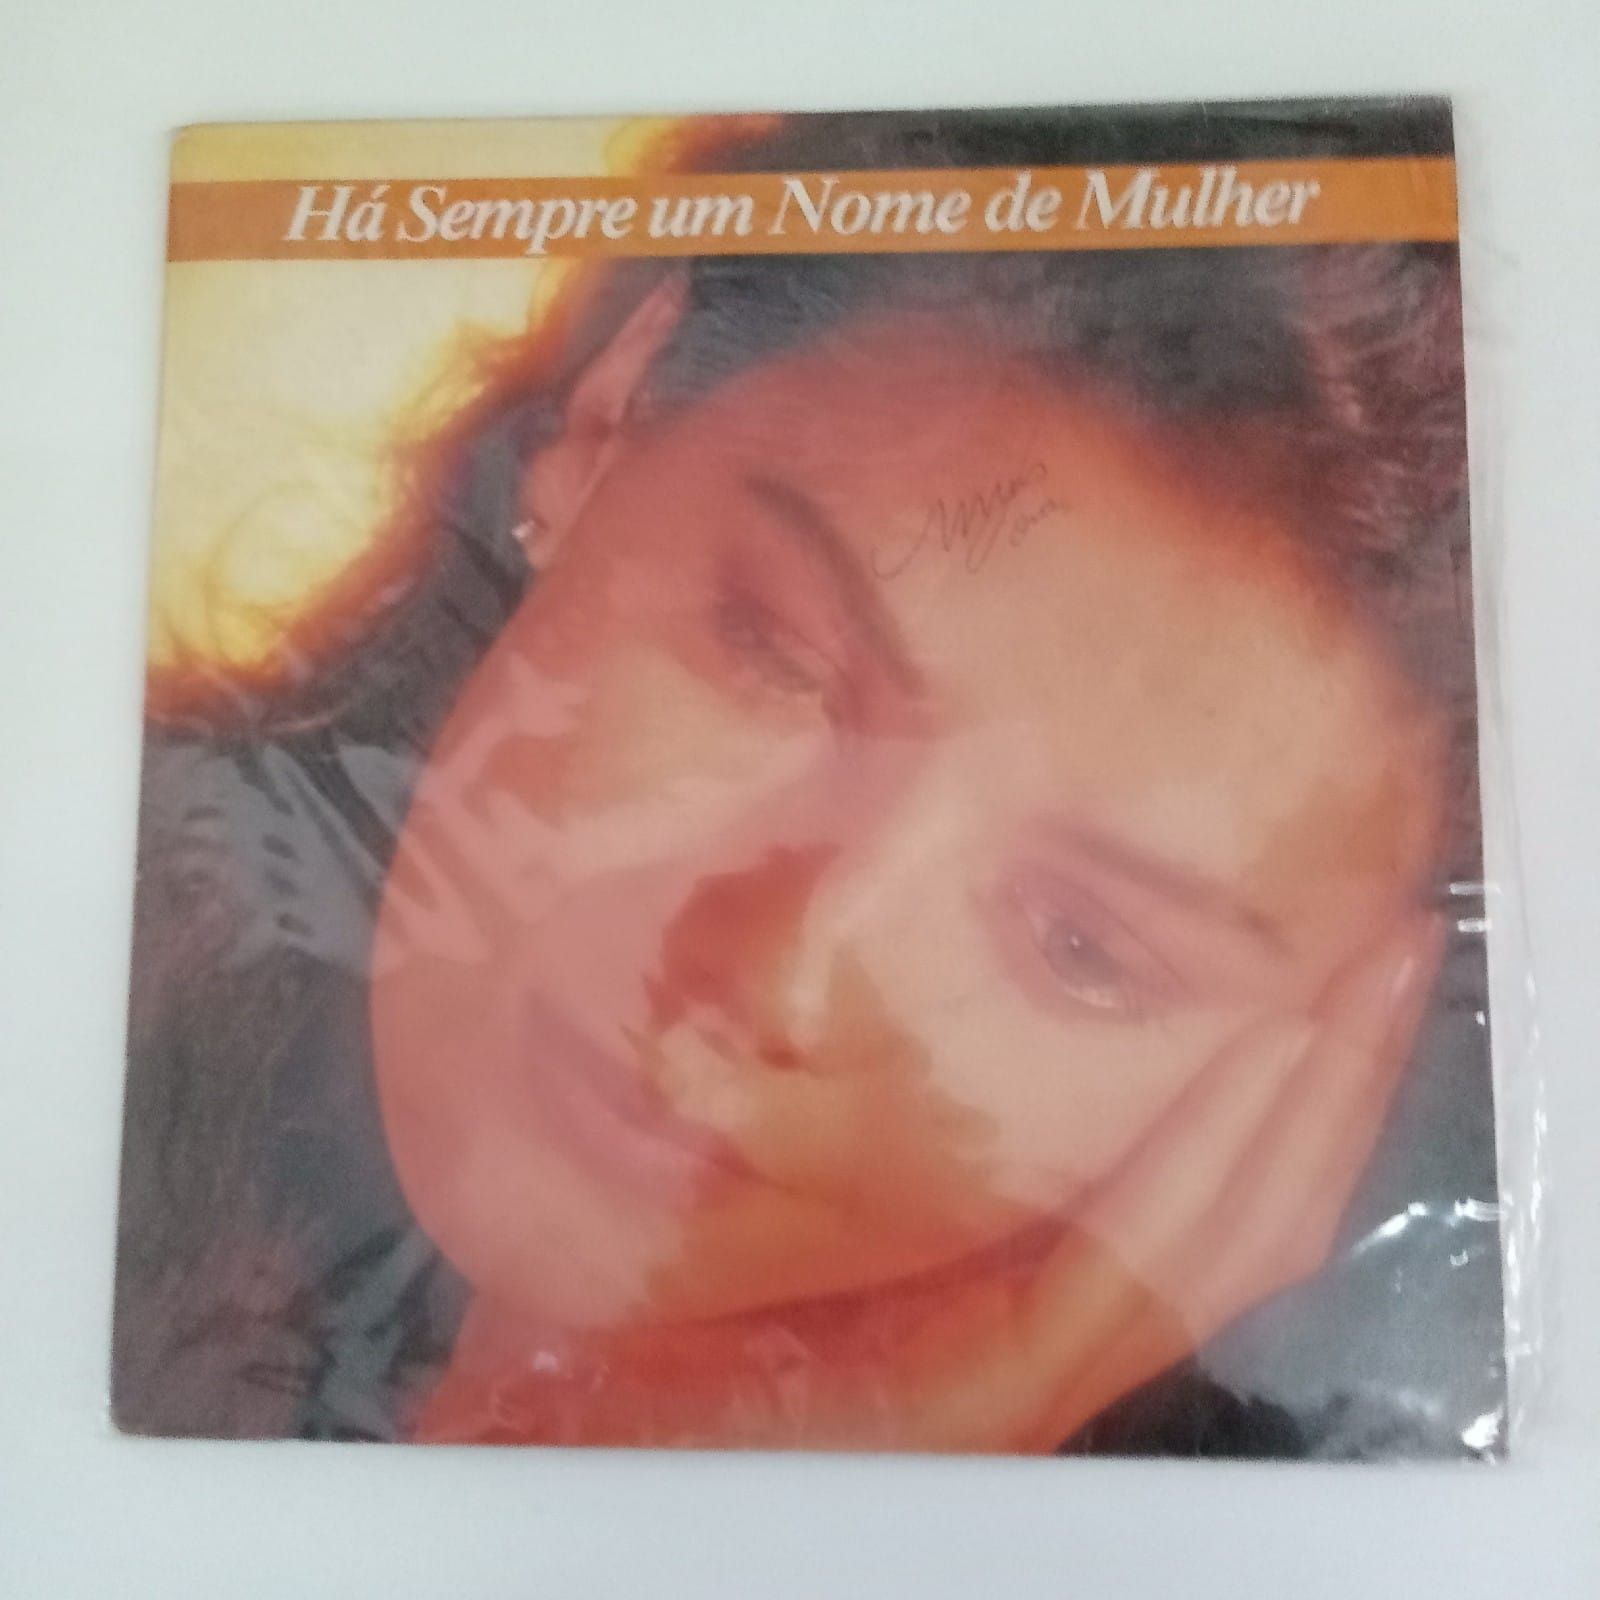 Há Sempre um Nome de Mulher